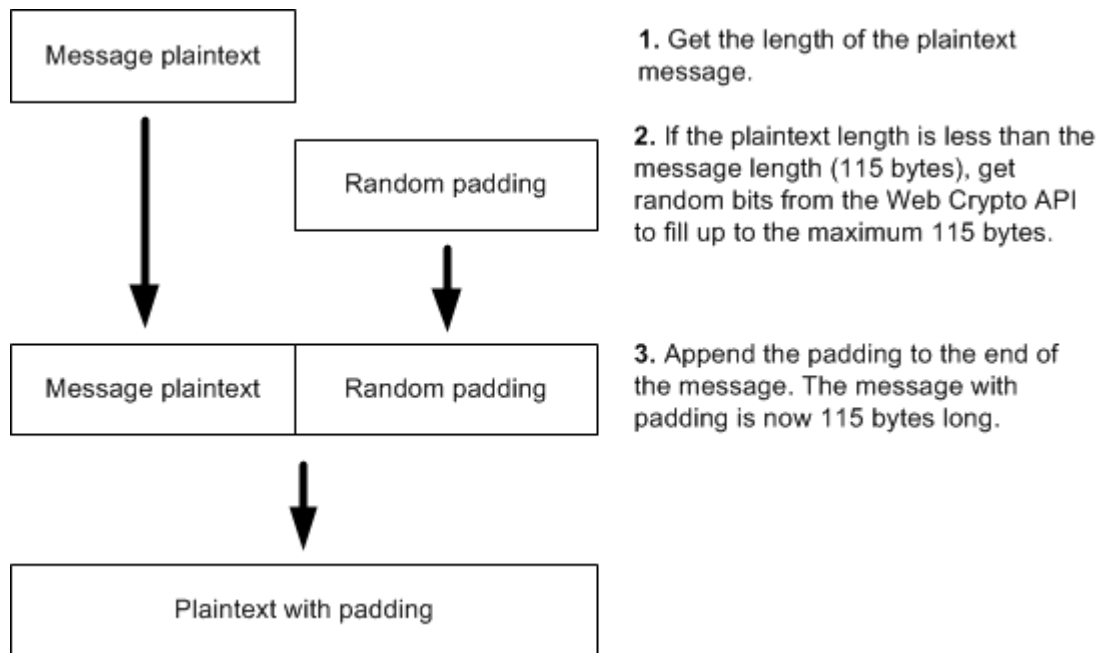 Message plaintext
1. Get the length of the plaintext
message.
2. If the plaintext length is less than the
message length (115 bytes), get
random bits from the Web Crypto API
to fill up to the maximum 115 bytes.
Random padding
Message plaintext
Random padding
3. Append the padding to the end of
the message. The message with
padding is now 115 bytes long.
Plaintext with padding